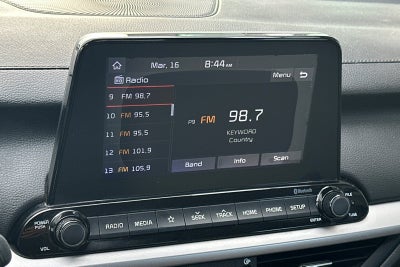 Mar, 16 8:44AM
HD Radio Menu
9 FM 98.7
10 FM 95.5
11 FM 95.5
12 FM 101.9
13 FM 105.9
P9 FM 98.7
KEYWORD
Country
Band Info Scan
Bluetooth
POWER PUSH
VOL
RADIO MEDIA SEEK TRACK HOME PHONE SETUP
FILE
TUNE
ENTER